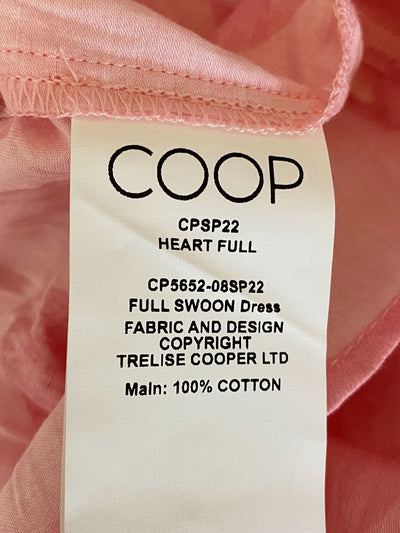 COOP
CPSP22
HEART FULL
CP5652-08SP22
FULL SWOON Dress
FABRIC AND DESIGN
COPYRIGHT
TRELISE COOPER LTD
Main: 100% COTTON